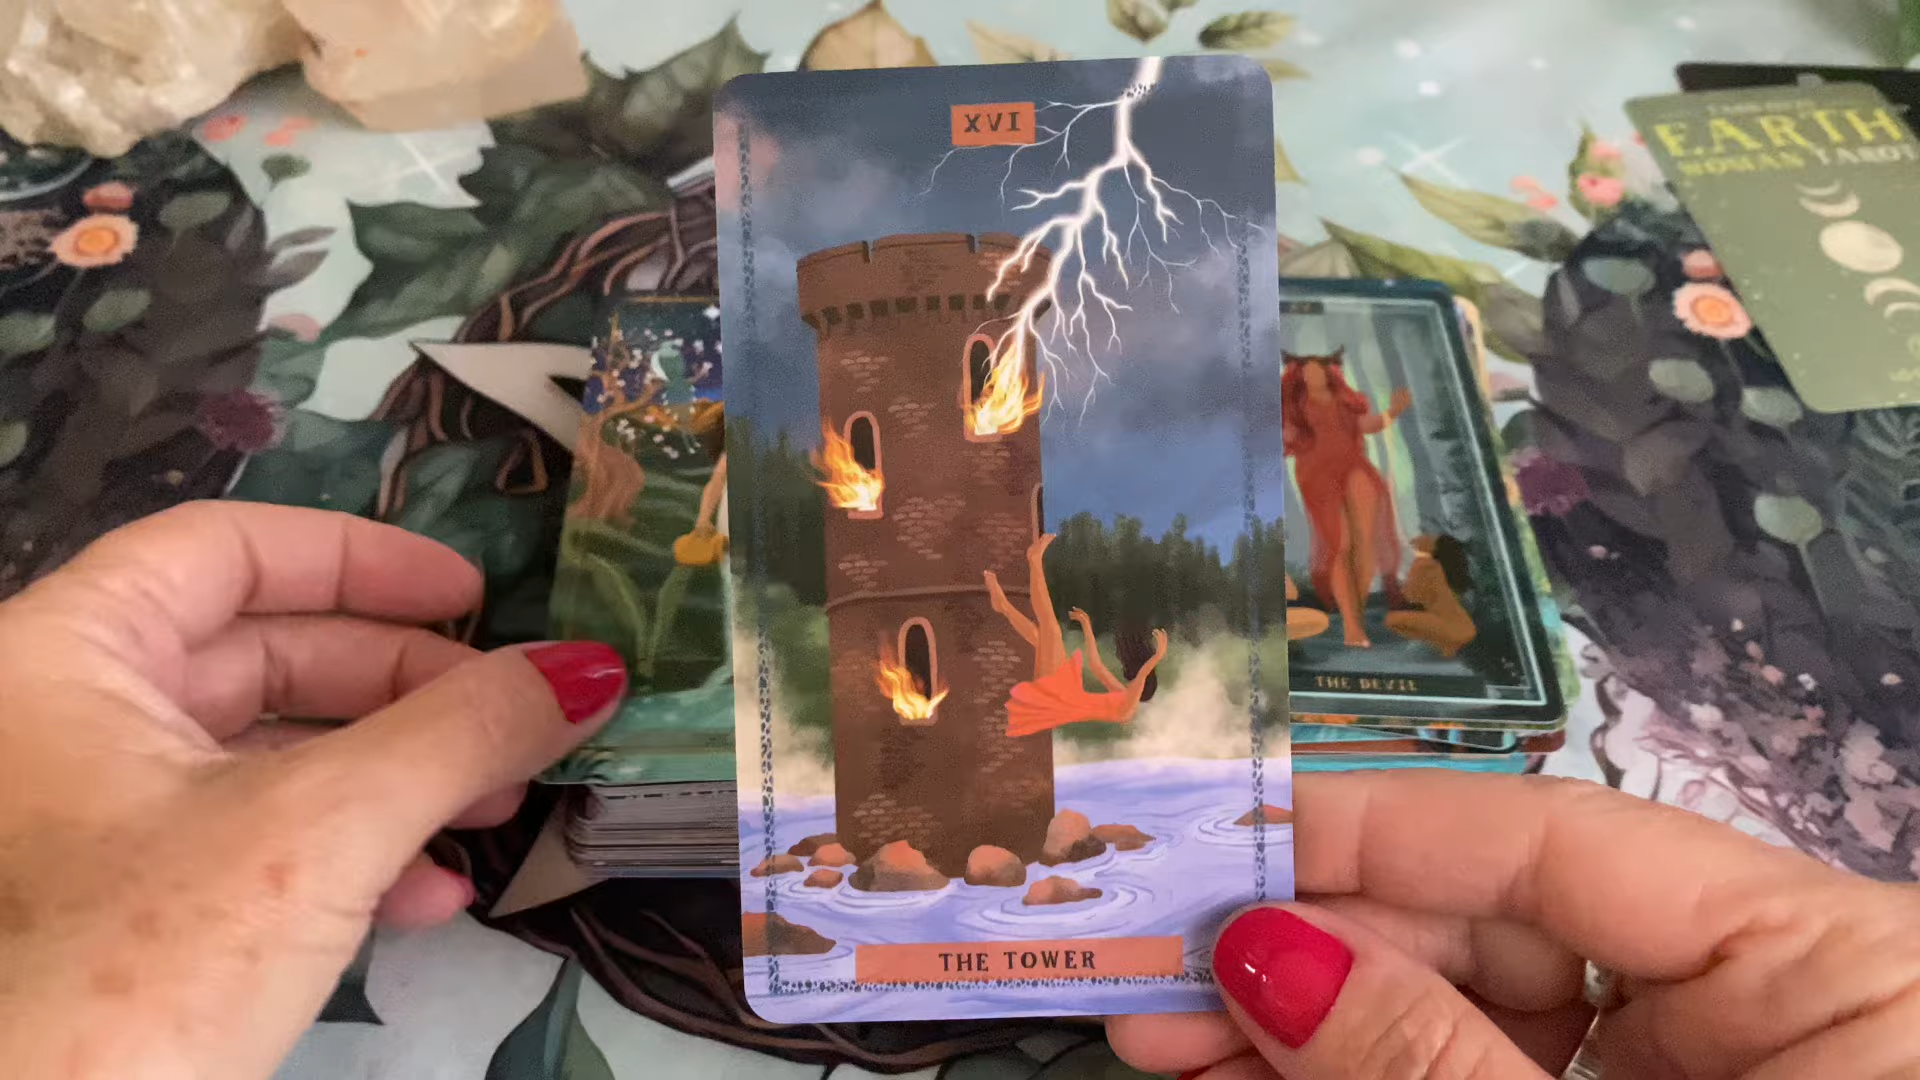 XVI
THE TOWER
THE DEVIL
EARTH
WOMAN TAROT